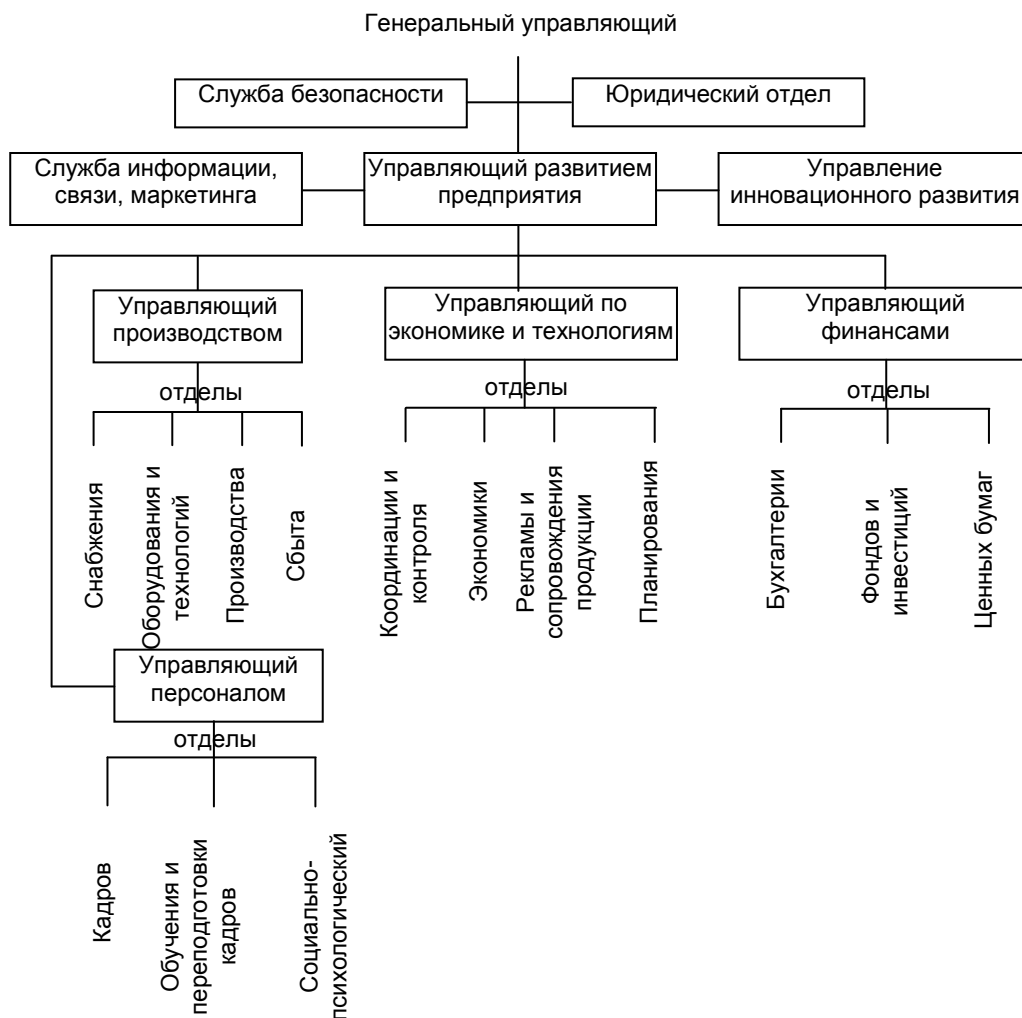 Генеральный управляющий
Служба безопасности
Юридический отдел
Служба информации,
связи, маркетинга
Управляющий развитием
предприятия
Управление
инновационного развития
Управляющий
производством
Управляющий по
экономике и технологиям
Управляющий
финансами
отделы
отделы
отделы
Снабжения
Оборудования и
технологий
Производства
Сбыта
Координации и
контроля
Экономики
Рекламы и
сопровождения
продукции
Планирования
Бухгалтерии
Фондов и
инвестиций
Ценных бумаг
Управляющий
персоналом
отделы
Кадров
Обучения и
переподготовки
кадров
Социально-
психологический